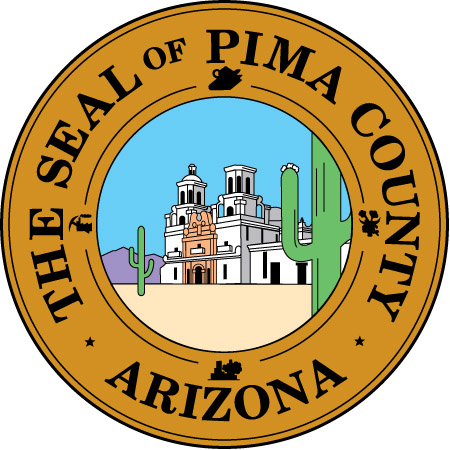 THE SEAL OF PIMA COUNTY
ARIZONA